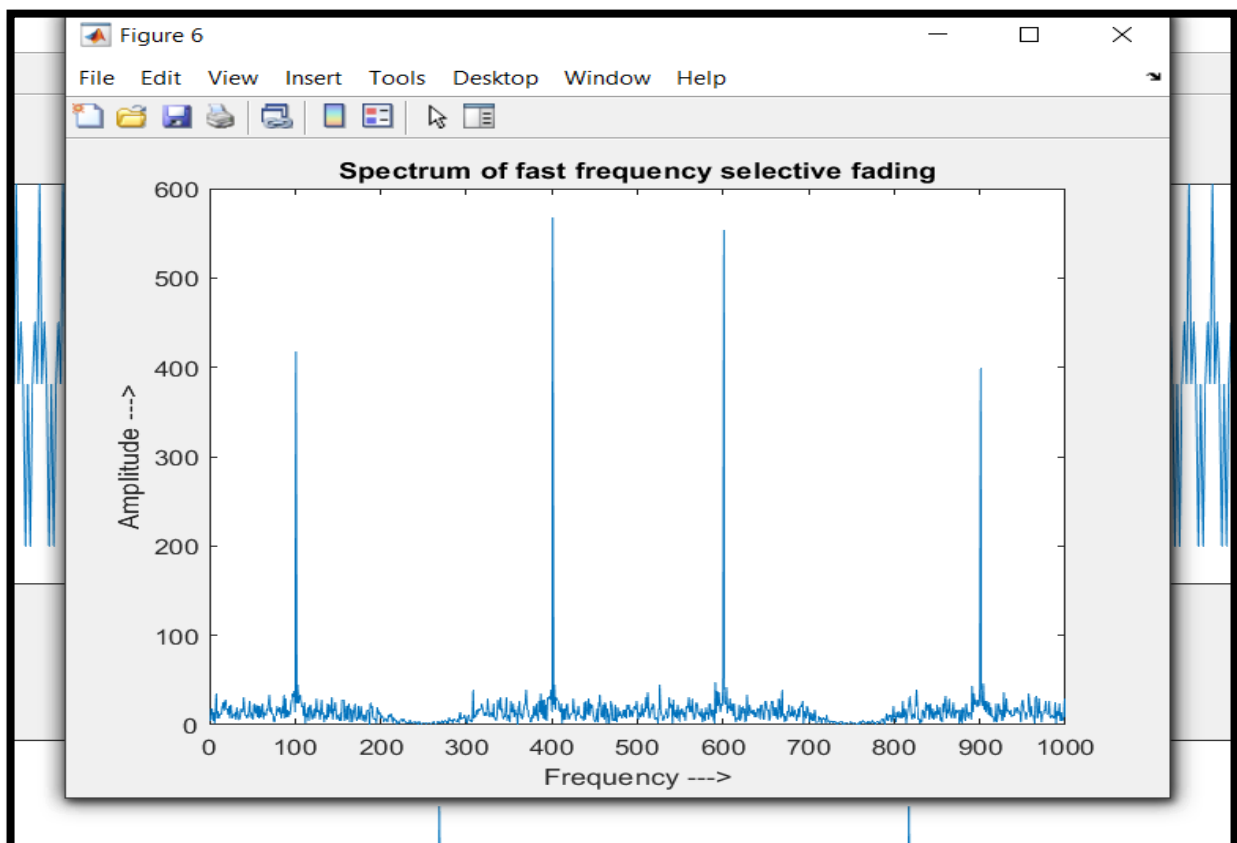 Figure 6
File Edit View Insert Tools Desktop Window Help
Spectrum of fast frequency selective fading
600
500
400
300
200
100
0
Amplitude --->
0 100 200 300 400 500 600 700 800 900 1000
Frequency --->